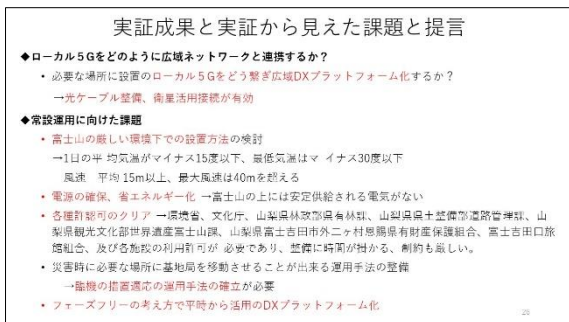 実証成果と実証から見えた課題と提言
◆ローカル５Gをどのように広域ネットワークと連携するか？
• 必要な場所に設置のローカル５Gをどう繋ぎ広域DXプラットフォーム化するか？
→光ケーブル整備、衛星活用接続が有効
◆常設運用に向けた課題
• 富士山の厳しい環境下での設置方法の検討
→1日の平 均気温がマイナス15度以下、最低気温はマ イナス30度以下
風速　平均 15m以上、最大風速は40mを超える
• 電源の確保、省エネルギー化 →富士山の上には安定供給される電気がない
• 各種許認可のクリア →環境省、文化庁、山梨県林政部県有林課、山梨県県土整備部道路管理課、山
梨県観光文化部世界遺産富士山課、山梨県富士吉田市外二ヶ村恩賜県有財産保護組合、富士吉田口旅
館組合、及び各施設の利用許可が 必要であり、整備に時間が掛かる、制約も厳しい。
• 災害時に必要な場所に基地局を移動させることが出来る運用手法の整備
→臨機の措置適応の運用手法の確立が必要
• フェーズフリーの考え方で平時から活用のDXプラットフォーム化